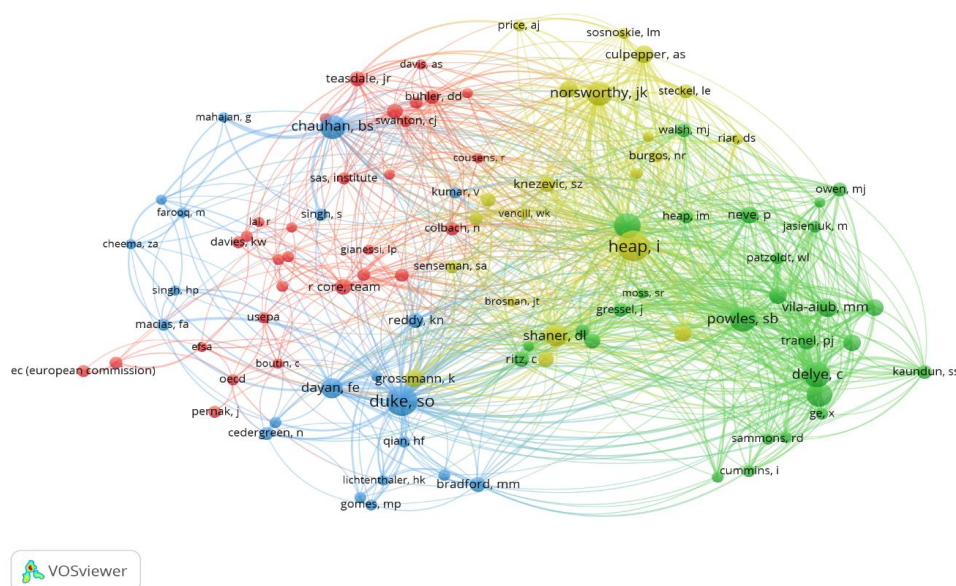 price, aj
sosnoskie, lm
culpepper, as
davis, as
teasdale, jr
steckel, le
norsworthy, jk
buhler, dd
mahajan, g
swanton, cj
chauhan, bs
walsh, mj
riar, ds
cousens, r
burgos, nr
sas, institute
knezevic, sz
kumar, v
owen, mj
farooq, m
singh, s
vencill, wk
heap, im
neve, p
lal, r
colbach, n
jasieniuk, m
davies, kw
cheema, za
gianessi, lp
heap, i
patzoldt, wl
senseman, sa
moss, sr
r core, team
singh, hp
brosnan, jt
gressel, j
vila-aiub, mm
usepa
reddy, kn
powles, sb
macias, fa
shaner, dl
tranel, pj
efsa
ritz, c
boutin, c
ec (european commission)
kaundun, ss
oecd
grossmann, k
delye, c
dayan, fe
duke, so
pernak, j
ge, x
cedergreen, n
qian, hf
sammons, rd
cummins, i
lichtenthaler, hk
bradford, mm
gomes, mp
VOSviewer